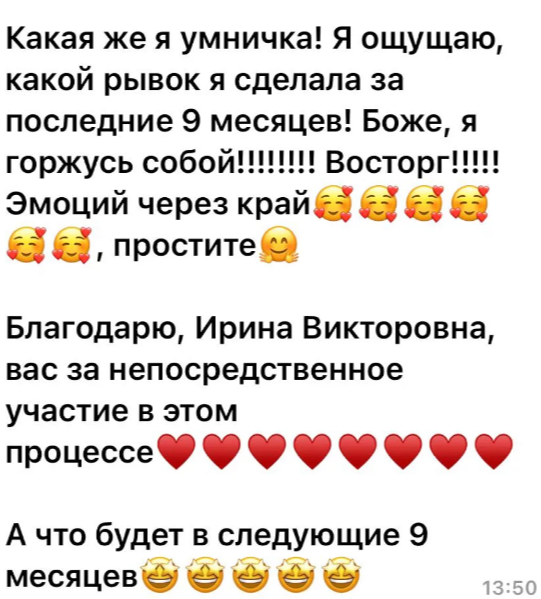 Какая же я умничка! Я ощущаю,
какой рывок я сделала за
последние 9 месяцев! Боже, я
горжусь собой!!!!!!!! Восторг!!!!!
Эмоций через край🥰🥰🥰🥰
🥰🥰, простите🤗
Благодарю, Ирина Викторовна,
вас за непосредственное
участие в этом
процессе♥️♥️♥️♥️♥️♥️♥️♥️
А что будет в следующие 9
месяцев🤩🤩🤩🤩🤩
13:50